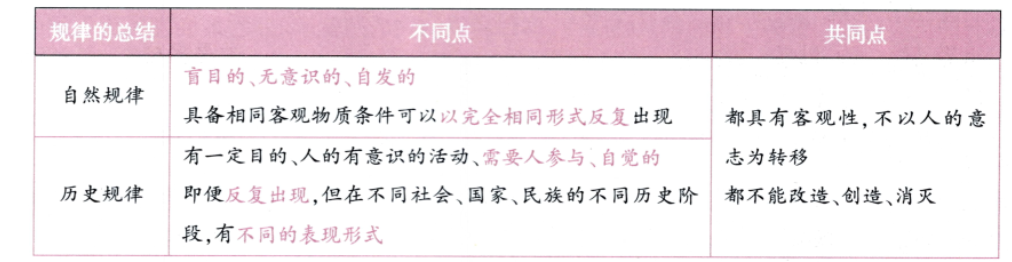 规律的总结
不同点
共同点
自然规律
盲目的、无意识的、自发的
具备相同客观物质条件可以以完全相同形式反复出现
历史规律
有一定目的、人的有意识的活动、需要人参与、自觉的
即便反复出现,但在不同社会、国家、民族的不同历史阶
段,有不同的表现形式
都具有客观性,不以人的意
志为转移
都不能改造、创造、消灭